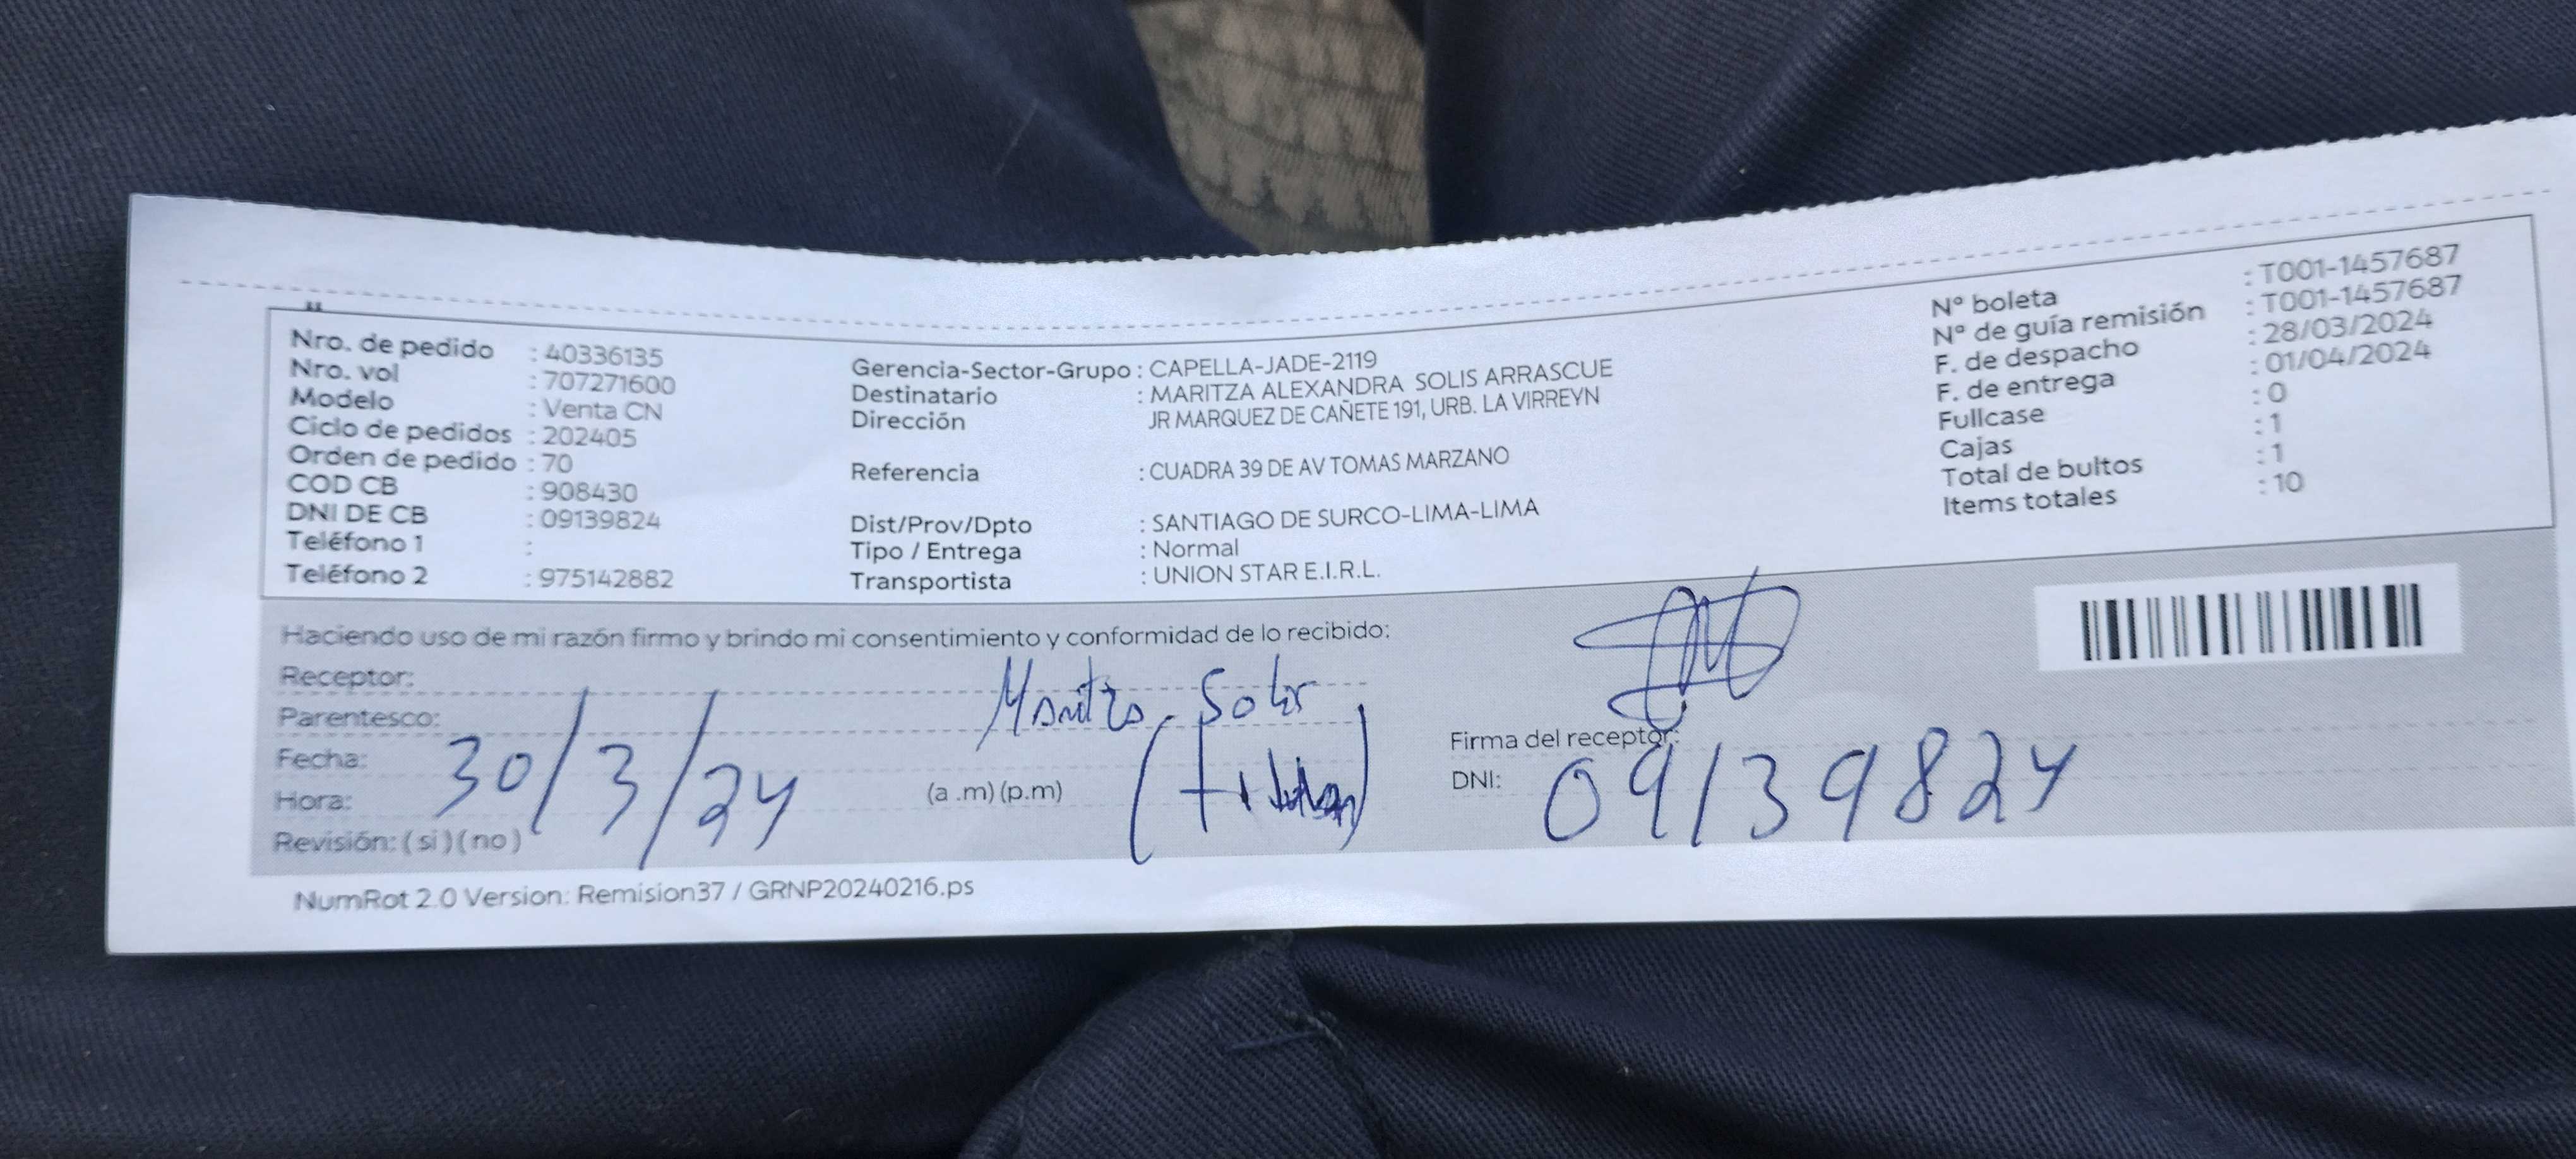 Nro. de pedido : 40336135
Nro. vol : 707271600
Modelo : Venta CN
Ciclo de pedidos : 202405
Orden de pedido : 70
COD CB : 908430
DNI DE CB : 09139824
Teléfono 1 :
Teléfono 2 : 975142882
Gerencia-Sector-Grupo : CAPELLA-JADE-2119
Destinatario : MARITZA ALEXANDRA SOLIS ARRASCUE
Dirección JR MARQUEZ DE CAÑETE 191, URB. LA VIRREYN
Referencia : CUADRA 39 DE AV TOMAS MARZANO
Dist/Prov/Dpto : SANTIAGO DE SURCO-LIMA-LIMA
Tipo / Entrega : Normal
Transportista : UNION STAR E.I.R.L.
Nº boleta : T001-1457687
Nº de guía remisión : T001-1457687
F. de despacho : 28/03/2024
F. de entrega : 01/04/2024
Fullcase : 0
Cajas : 1
Total de bultos : 1
Items totales : 10
Haciendo uso de mi razón firmo y brindo mi consentimiento y conformidad de lo recibido:
Receptor: Maritza Solis
Parentesco:
Fecha: 30/3/24
Hora: (a .m) (p.m)
Revisión: ( si ) ( no )
Firma del receptor:
DNI: 09139824
NumRot 2.0 Version: Remision37 / GRNP20240216.ps